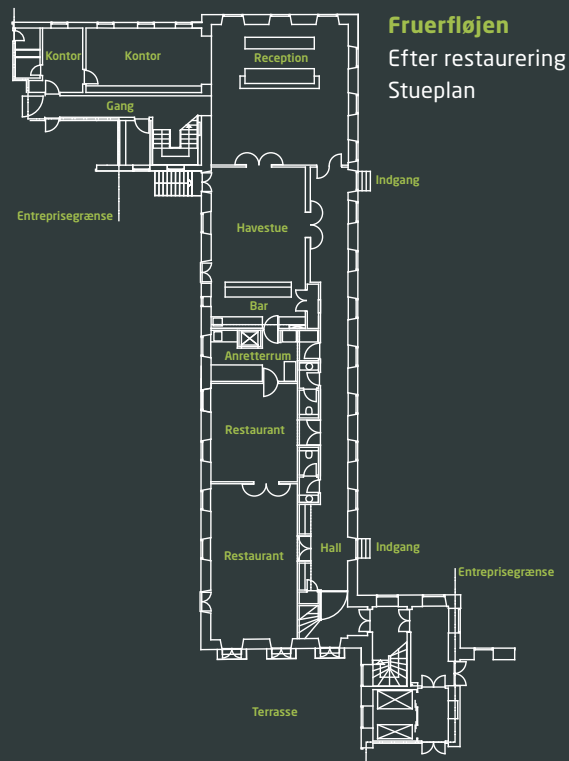 Fruerfløjen
Efter restaurering
Stueplan
Kontor
Kontor
Reception
Gang
Indgang
Entreprisegrænse
Havestue
Bar
Anretterrum
Restaurant
Restaurant
Hall
Indgang
Entreprisegrænse
Terrasse